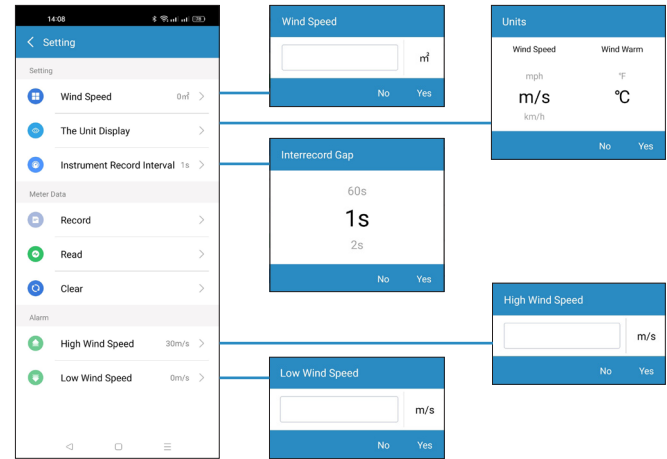 14:08
Setting
Setting
Wind Speed 0㎡
The Unit Display
Instrument Record Interval 1s
Meter Data
Record
Read
Clear
Alarm
High Wind Speed 30m/s
Low Wind Speed 0m/s
Wind Speed
㎡
No Yes
Units
Wind Speed Wind Warm
mph °F
m/s °C
km/h
No Yes
Interrecord Gap
60s
1s
2s
No Yes
High Wind Speed
m/s
No Yes
Low Wind Speed
m/s
No Yes